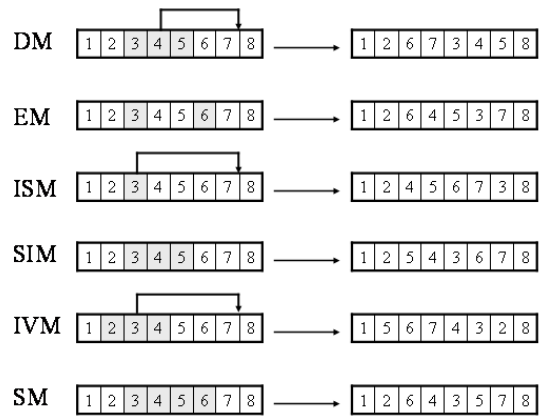 DM 1 2 3 4 5 6 7 8 1 2 6 7 3 4 5 8
EM 1 2 3 4 5 6 7 8 1 2 6 4 5 3 7 8
ISM 1 2 3 4 5 6 7 8 1 2 4 5 6 7 3 8
SIM 1 2 3 4 5 6 7 8 1 2 5 4 3 6 7 8
IVM 1 2 3 4 5 6 7 8 1 5 6 7 4 3 2 8
SM 1 2 3 4 5 6 7 8 1 2 6 4 3 5 7 8